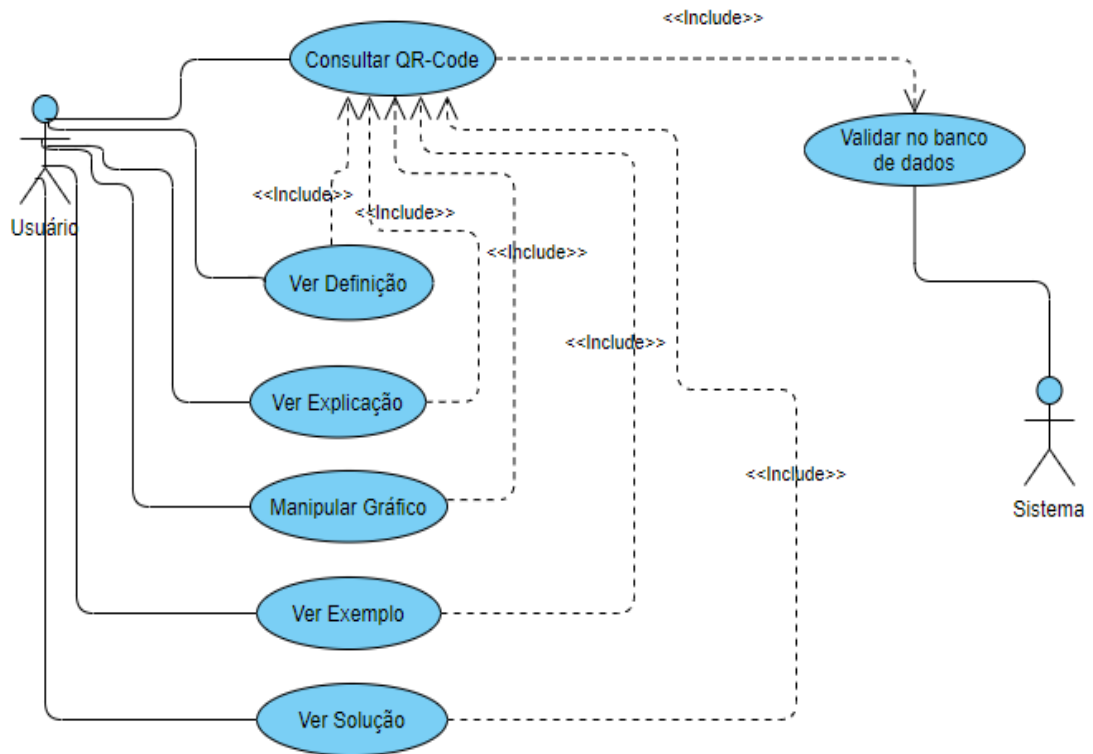 <<Include>>
Consultar QR-Code
Validar no banco
de dados
<<Include>>
<<Include>>
Usuário
<<Include>>
Ver Definição
<<Include>>
Ver Explicação
<<Include>>
Manipular Gráfico
Sistema
Ver Exemplo
Ver Solução